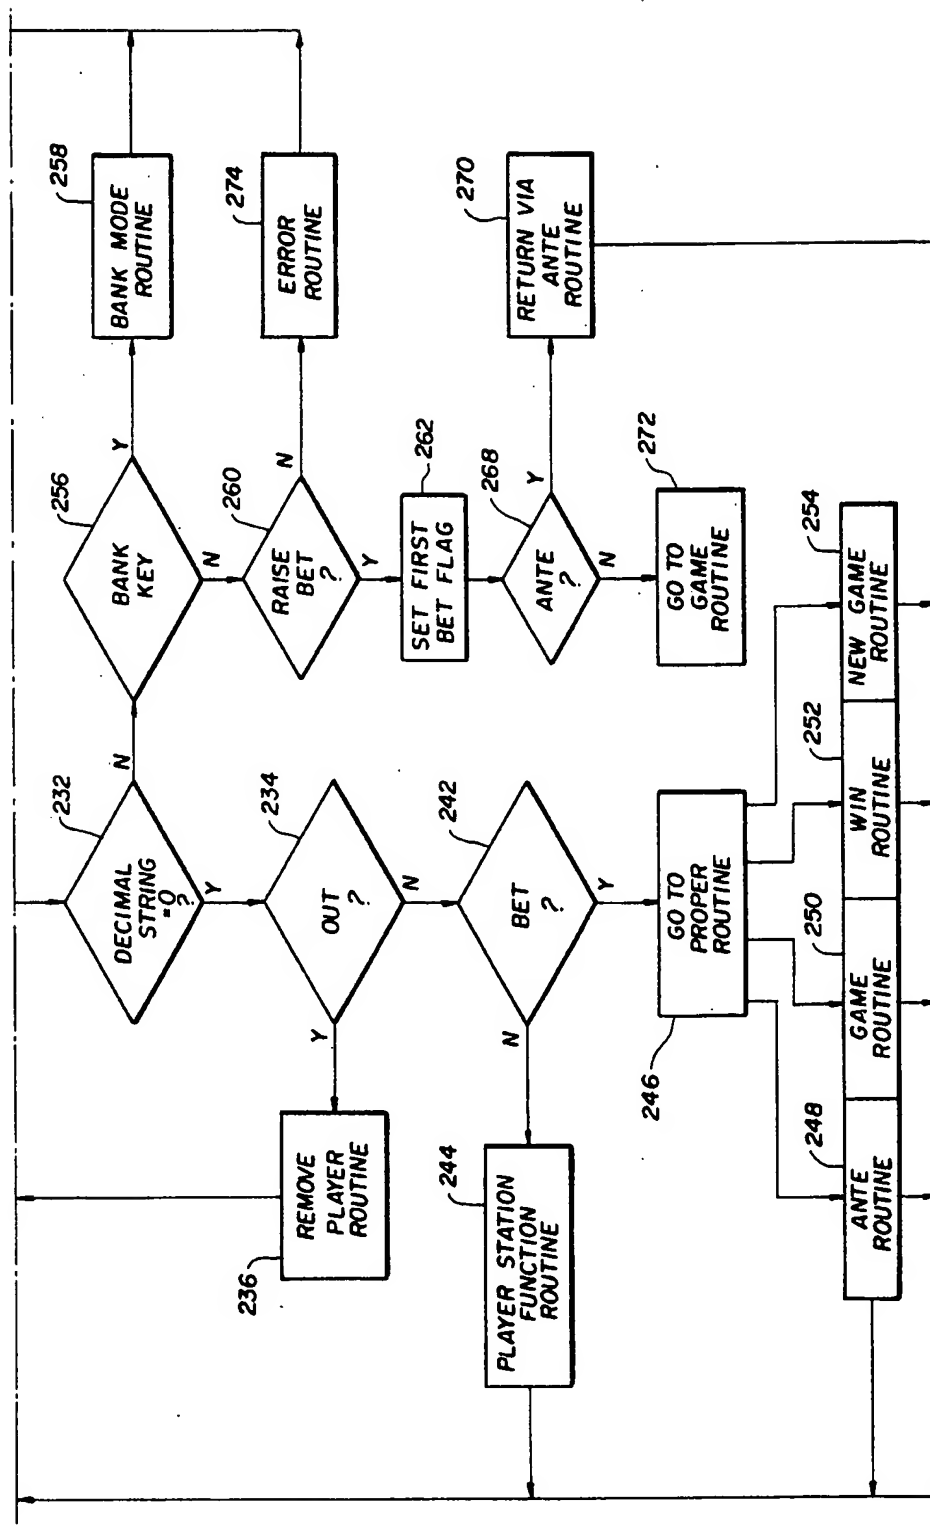 DECIMAL
STRING
=0
?
232
Y
N
BANK
KEY
256
Y
N
BANK MODE
ROUTINE
258
RAISE
BET
?
260
N
Y
ERROR
ROUTINE
274
SET FIRST
BET FLAG
262
ANTE
?
268
Y
N
RETURN VIA
ANTE
ROUTINE
270
GO TO
GAME
ROUTINE
272
OUT
?
234
Y
N
REMOVE
PLAYER
ROUTINE
236
BET
?
242
N
Y
PLAYER STATION
FUNCTION
ROUTINE
244
GO TO
PROPER
ROUTINE
246
ANTE
ROUTINE
248
GAME
ROUTINE
250
WIN
ROUTINE
252
NEW GAME
ROUTINE
254